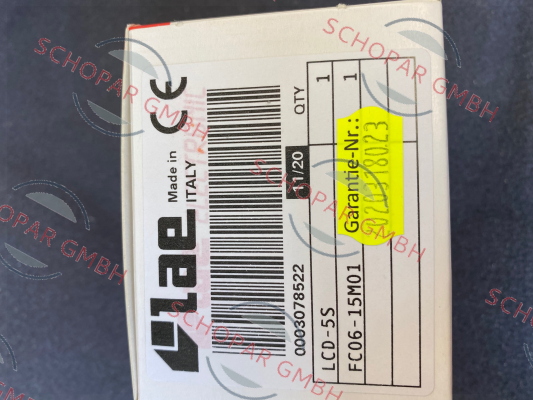 lae
Made in
ITALY
CE
0003078522
11/20
QTY
LCD-5S 1
FC06-15M01 1
Garantie-Nr.:
SCHOPAR GMBH
SCHOPAR GMBH
SCHOPAR GMBH
SCHOPAR GMBH
SCHOPAR GMBH
SCHOPAR GMBH